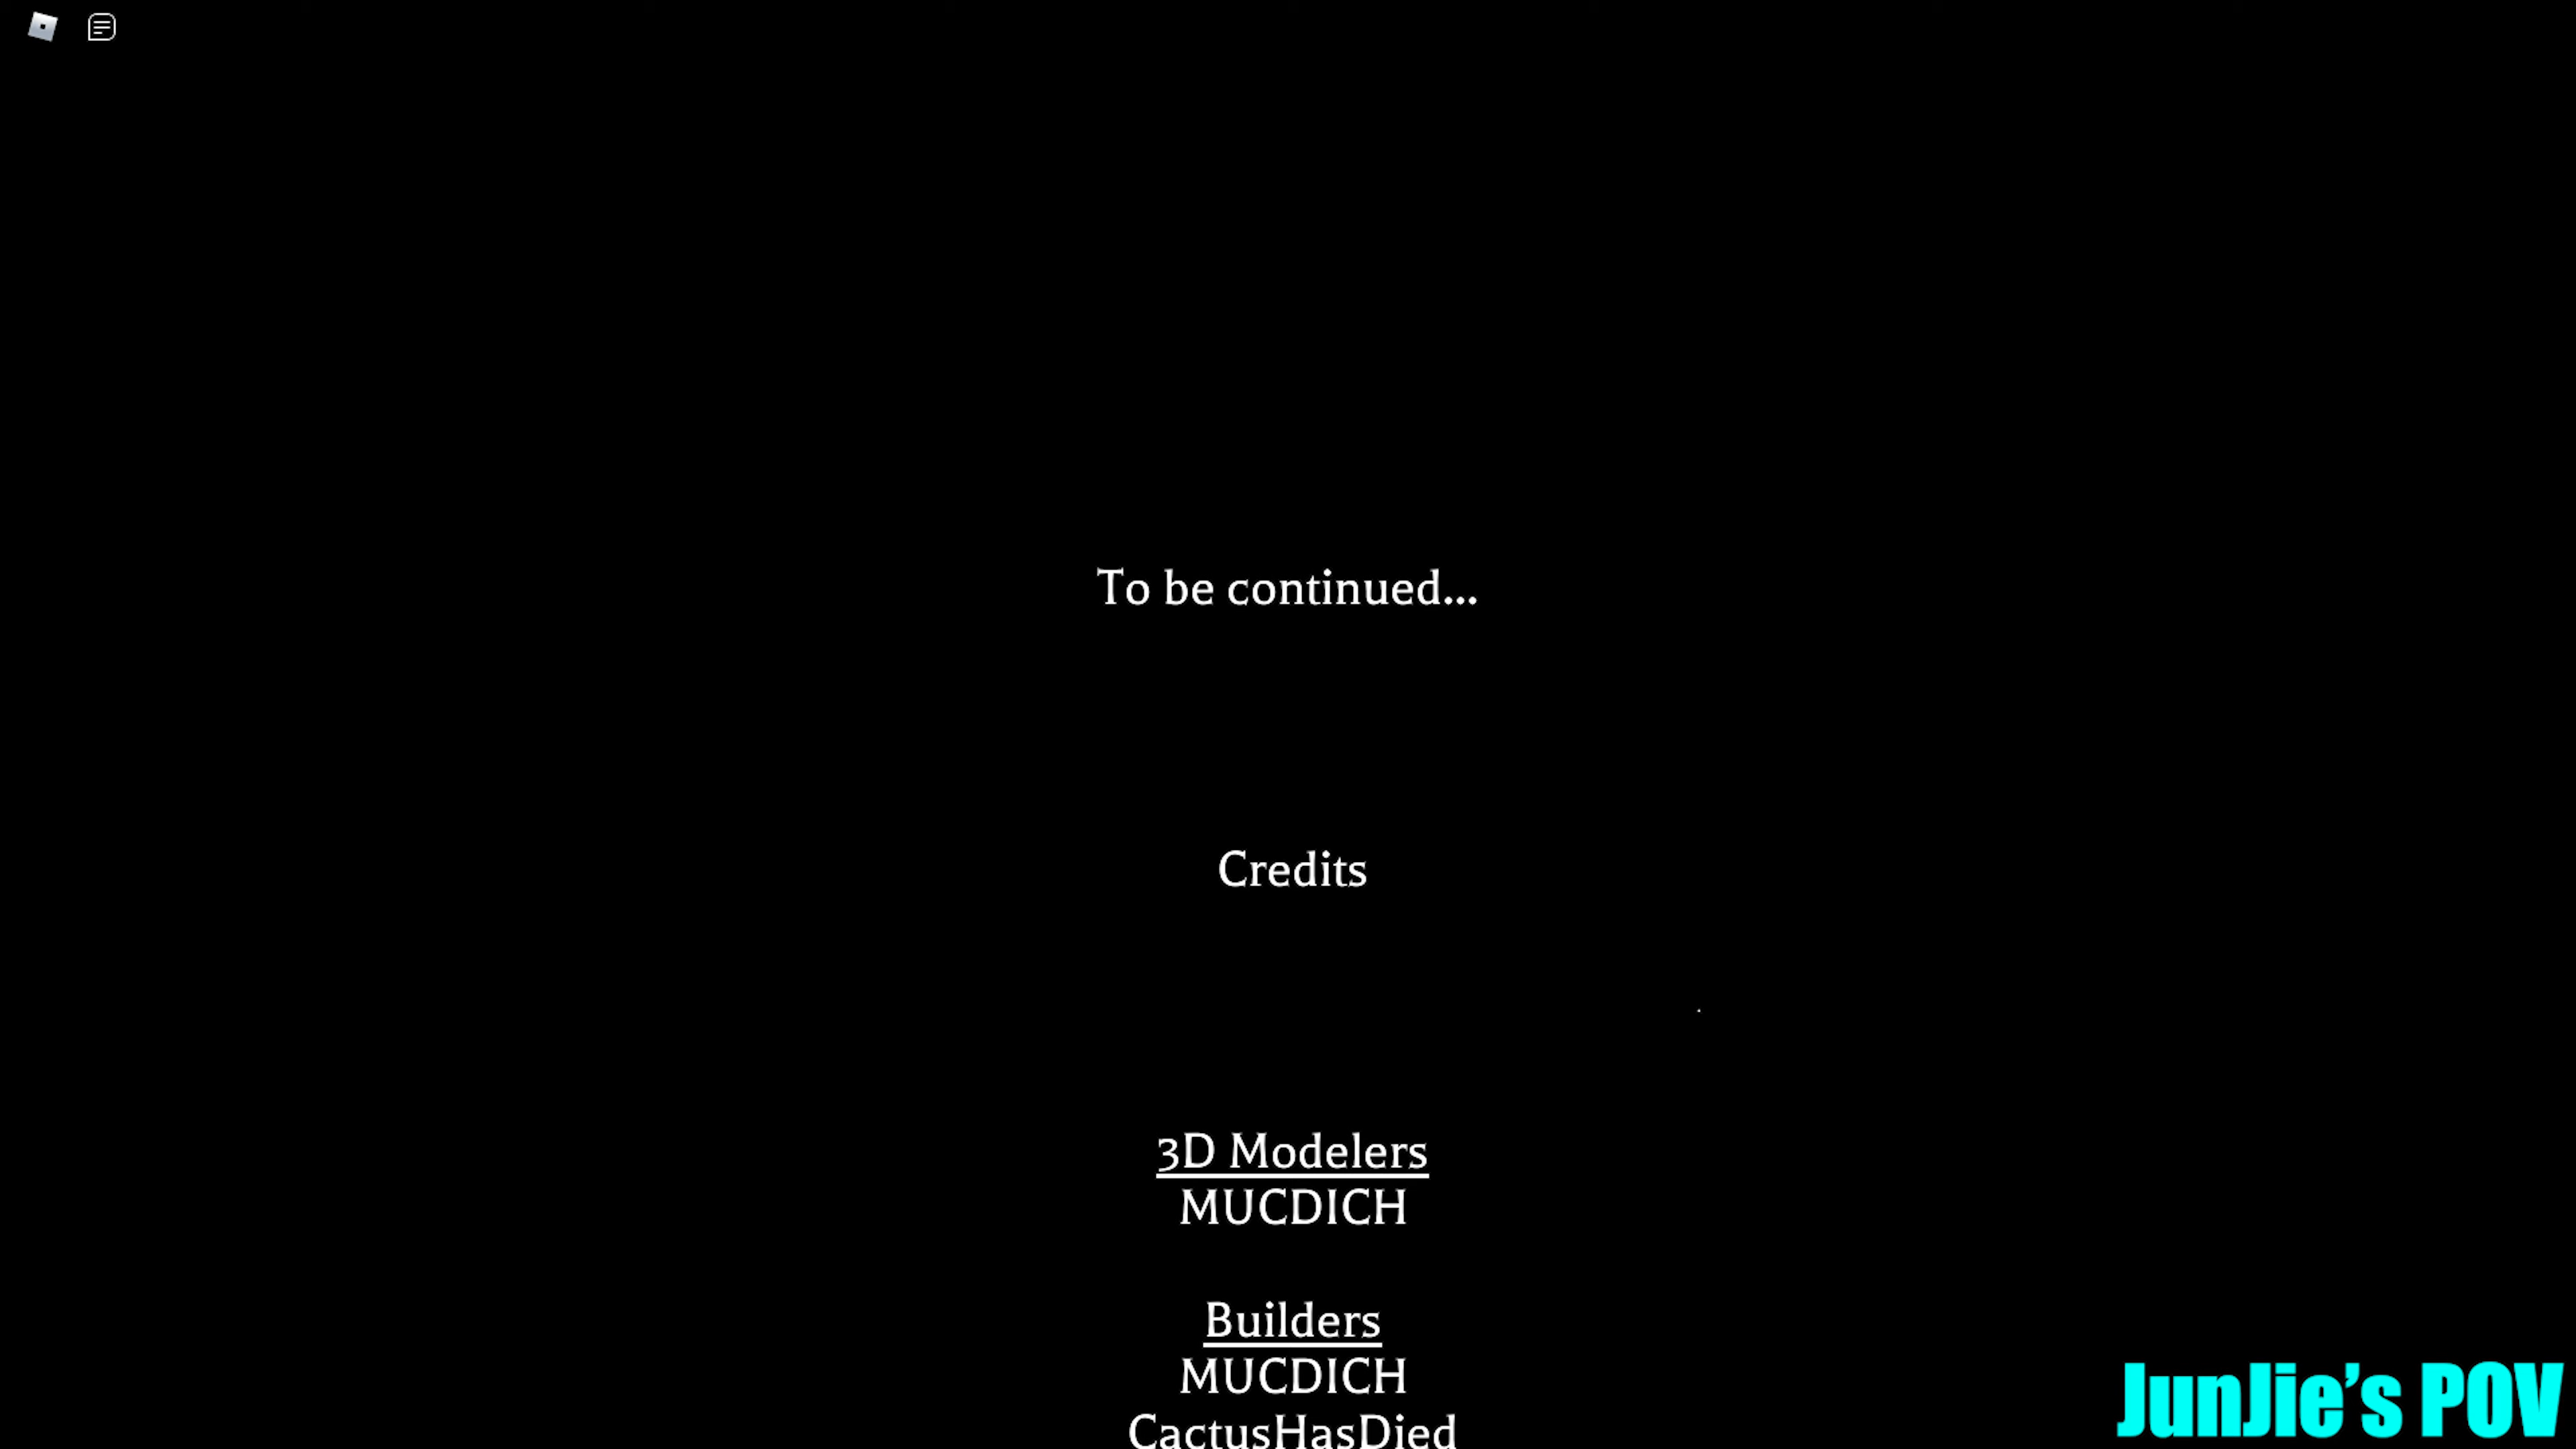 To be continued...
Credits
3D Modelers
MUCDICH
Builders
MUCDICH
CactusHasDied
JunJie's POV